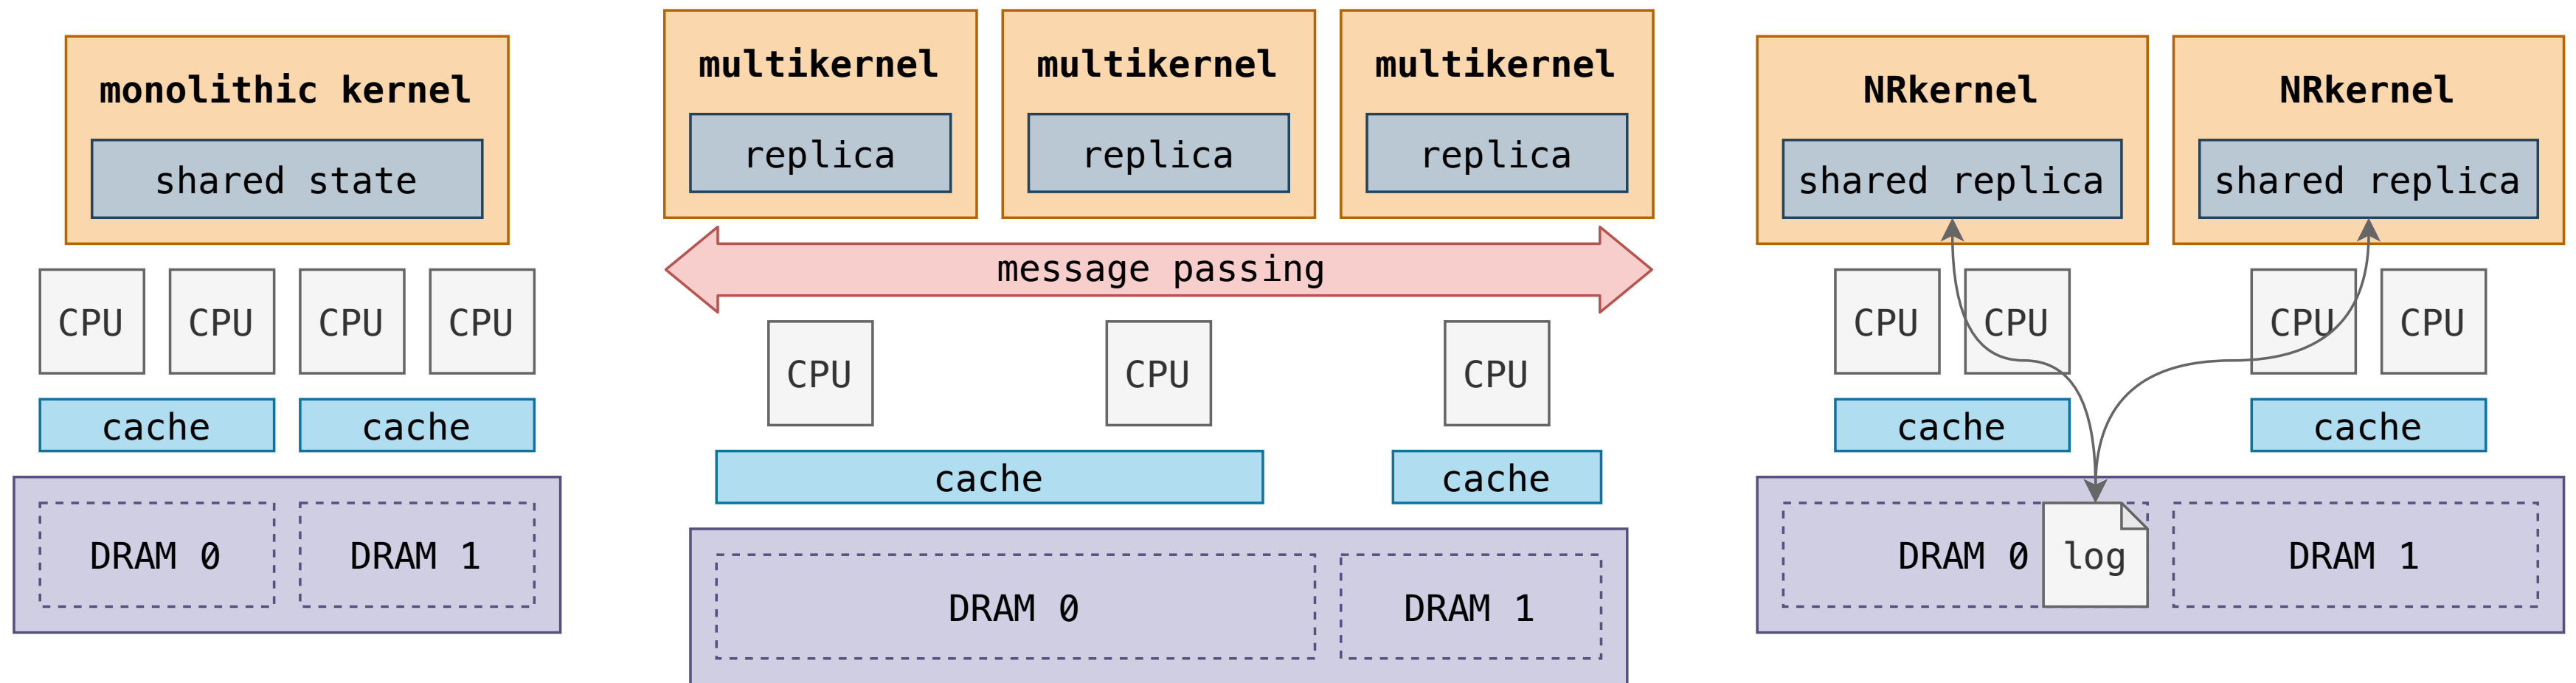 monolithic kernel
shared state
CPU
CPU
CPU
CPU
cache
cache
DRAM 0
DRAM 1
multikernel
multikernel
multikernel
replica
replica
replica
message passing
CPU
CPU
CPU
cache
cache
DRAM 0
DRAM 1
NRkernel
NRkernel
shared replica
shared replica
CPU
CPU
CPU
CPU
cache
cache
DRAM 0
log
DRAM 1